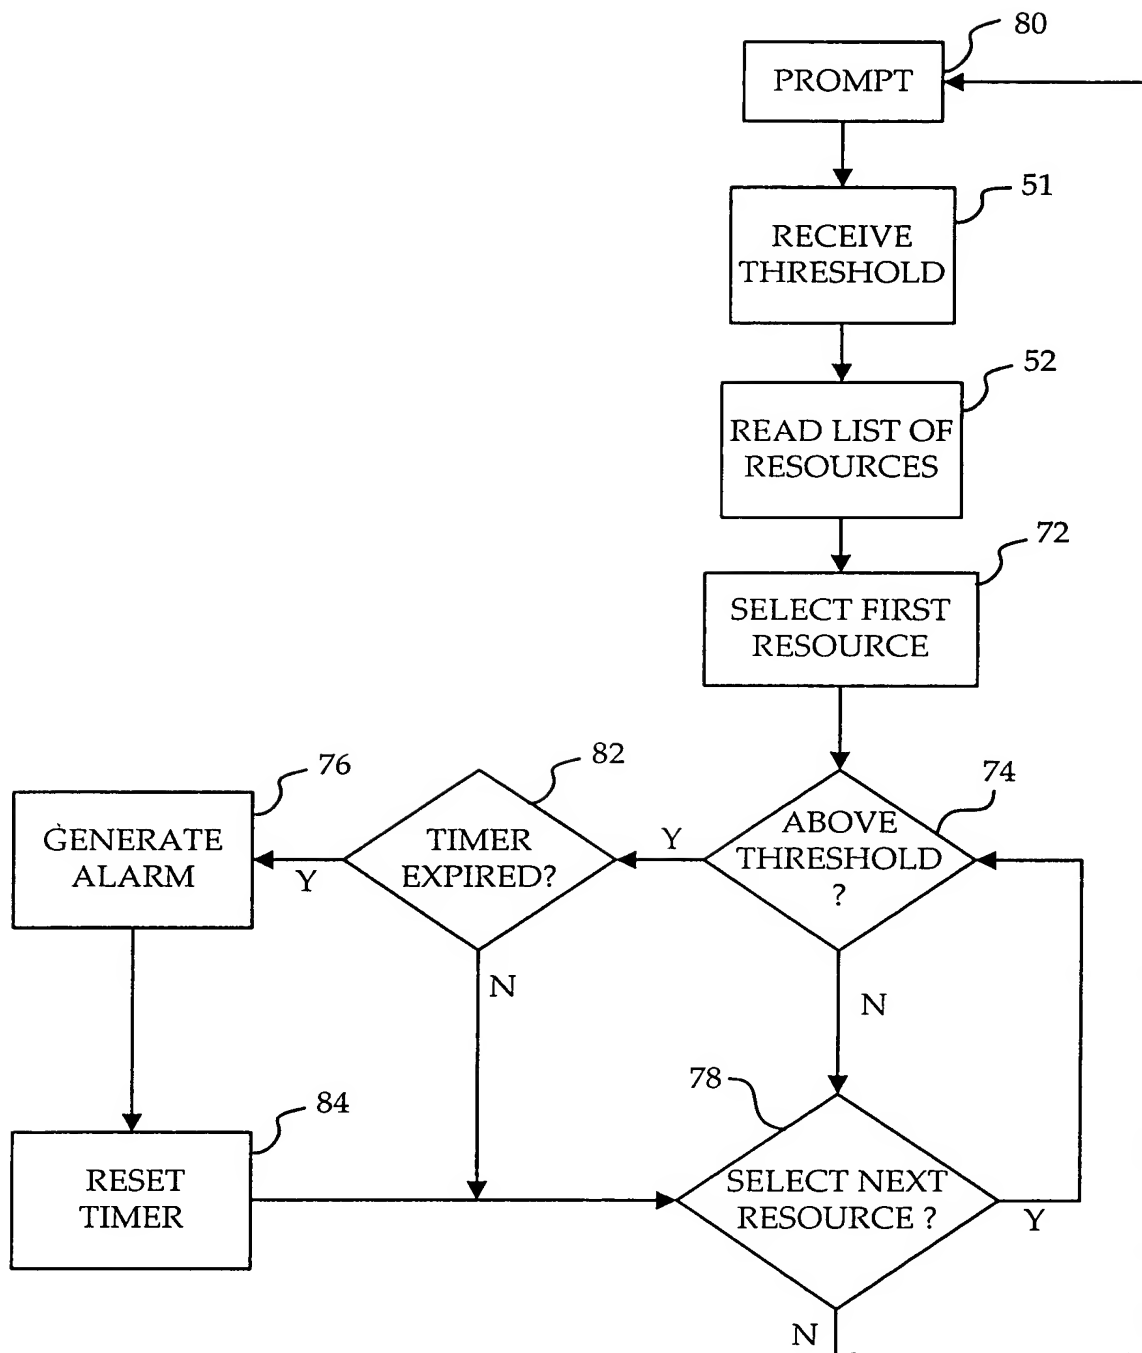 80
PROMPT
51
RECEIVE
THRESHOLD
52
READ LIST OF
RESOURCES
72
SELECT FIRST
RESOURCE
76
GENERATE
ALARM
Y
82
TIMER
EXPIRED?
Y
74
ABOVE
THRESHOLD
?
N
N
84
RESET
TIMER
78
SELECT NEXT
RESOURCE ?
Y
N